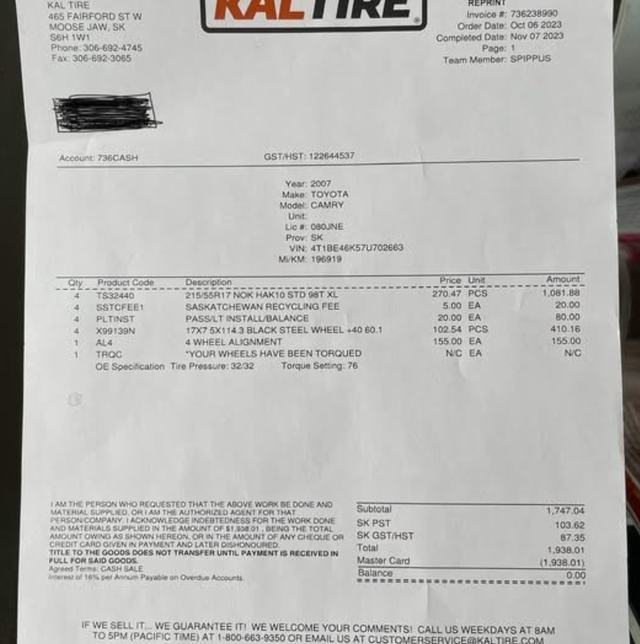 KAL TIRE
465 FAIRFORD ST W
MOOSE JAW, SK
S6H 1W1
Phone: 306-692-4745
Fax: 306-692-3065
KAL TIRE®
REPRINT
Invoice #: 736238990
Order Date: Oct 06 2023
Completed Date: Nov 07 2023
Page: 1
Team Member: SPIPPUS
Account: 736CASH GST/HST: 122644537
Year: 2007
Make: TOYOTA
Model: CAMRY
Unit:
Lic #: 080JNE
Prov: SK
VIN: 4T1BE46K57U702663
Mi/KM: 196919
Qty Product Code Description Price Unit Amount
4 TS32440 215/55R17 NOK HAK10 STD 98T XL 270.47 PCS 1,081.88
4 SSTCFEE1 SASKATCHEWAN RECYCLING FEE 5.00 EA 20.00
4 PLTINST PASS/LT INSTALL/BALANCE 20.00 EA 80.00
4 X99139N 17X7 5X114.3 BLACK STEEL WHEEL +40 60.1 102.54 PCS 410.16
1 AL4 4 WHEEL ALIGNMENT 155.00 EA 155.00
1 TRQC *YOUR WHEELS HAVE BEEN TORQUED N/C EA N/C
OE Specification Tire Pressure: 32/32 Torque Setting: 76
I AM THE PERSON WHO REQUESTED THAT THE ABOVE WORK BE DONE AND
MATERIAL SUPPLIED, OR I AM THE AUTHORIZED AGENT FOR THAT
PERSON/COMPANY. I ACKNOWLEDGE INDEBTEDNESS FOR THE WORK DONE
AND MATERIALS SUPPLIED IN THE AMOUNT OF $1,938.01, BEING THE TOTAL
AMOUNT OWING AS SHOWN HEREON, OR IN THE AMOUNT OF ANY CHEQUE OR
CREDIT CARD GIVEN IN PAYMENT AND LATER DISHONOURED.
TITLE TO THE GOODS DOES NOT TRANSFER UNTIL PAYMENT IS RECEIVED IN
FULL FOR SAID GOODS.
Agreed Terms: CASH SALE
Interest of 18% per Annum Payable on Overdue Accounts.
Subtotal 1,747.04
SK PST 103.62
SK GST/HST 87.35
Total 1,938.01
Master Card (1,938.01)
Balance 0.00
IF WE SELL IT... WE GUARANTEE IT! WE WELCOME YOUR COMMENTS! CALL US WEEKDAYS AT 8AM
TO 5PM (PACIFIC TIME) AT 1-800-663-9350 OR EMAIL US AT CUSTOMERSERVICE@KALTIRE.COM